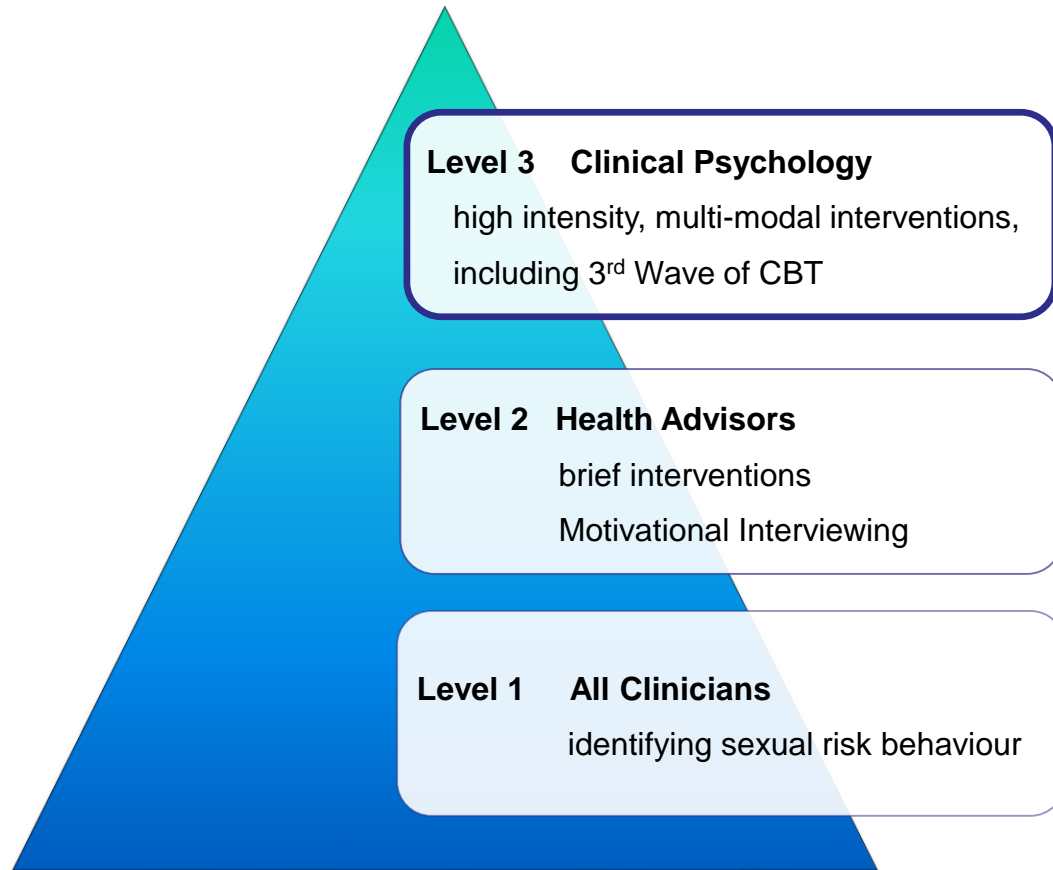 Level 3 Clinical Psychology
high intensity, multi-modal interventions,
including 3rd Wave of CBT
Level 2 Health Advisors
brief interventions
Motivational Interviewing
Level 1 All Clinicians
identifying sexual risk behaviour